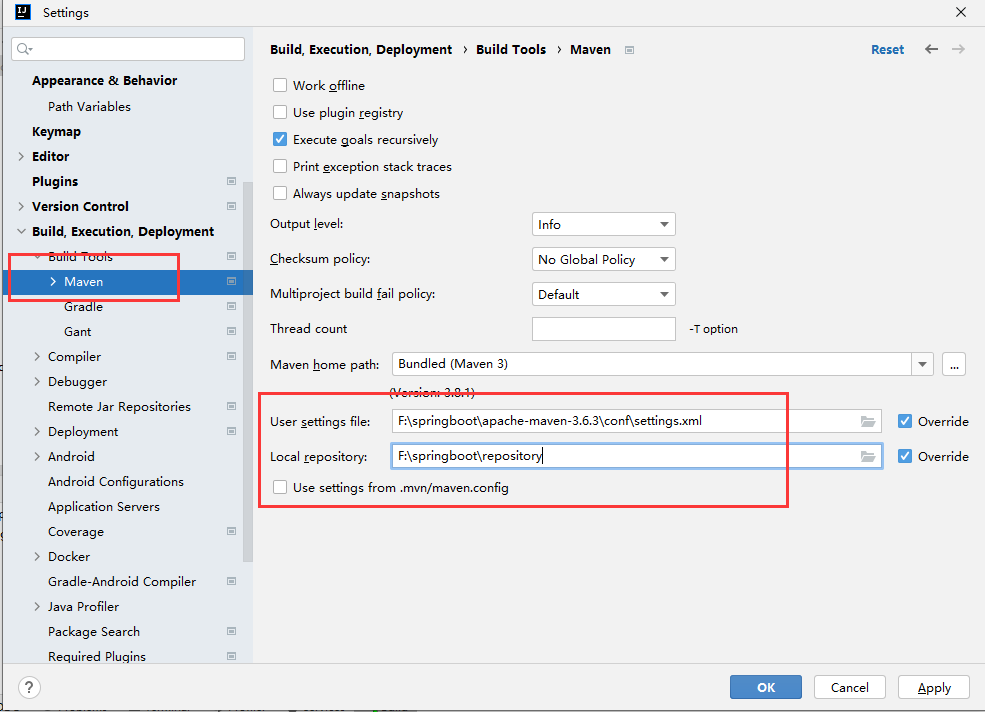 Settings
Appearance & Behavior
Path Variables
Keymap
Editor
Plugins
Version Control
Build, Execution, Deployment
Build Tools
Maven
Gradle
Gant
Compiler
Debugger
Remote Jar Repositories
Deployment
Android
Android Configurations
Application Servers
Coverage
Docker
Gradle-Android Compiler
Java Profiler
Package Search
Required Plugins
Build, Execution, Deployment › Build Tools › Maven
Reset
Work offline
Use plugin registry
Execute goals recursively
Print exception stack traces
Always update snapshots
Output level: Info
Checksum policy: No Global Policy
Multiproject build fail policy: Default
Thread count -T option
Maven home path: Bundled (Maven 3) ...
(Version: 3.8.1)
User settings file: F:\springboot\apache-maven-3.6.3\conf\settings.xml Override
Local repository: F:\springboot\repository Override
Use settings from .mvn/maven.config
? OK Cancel Apply